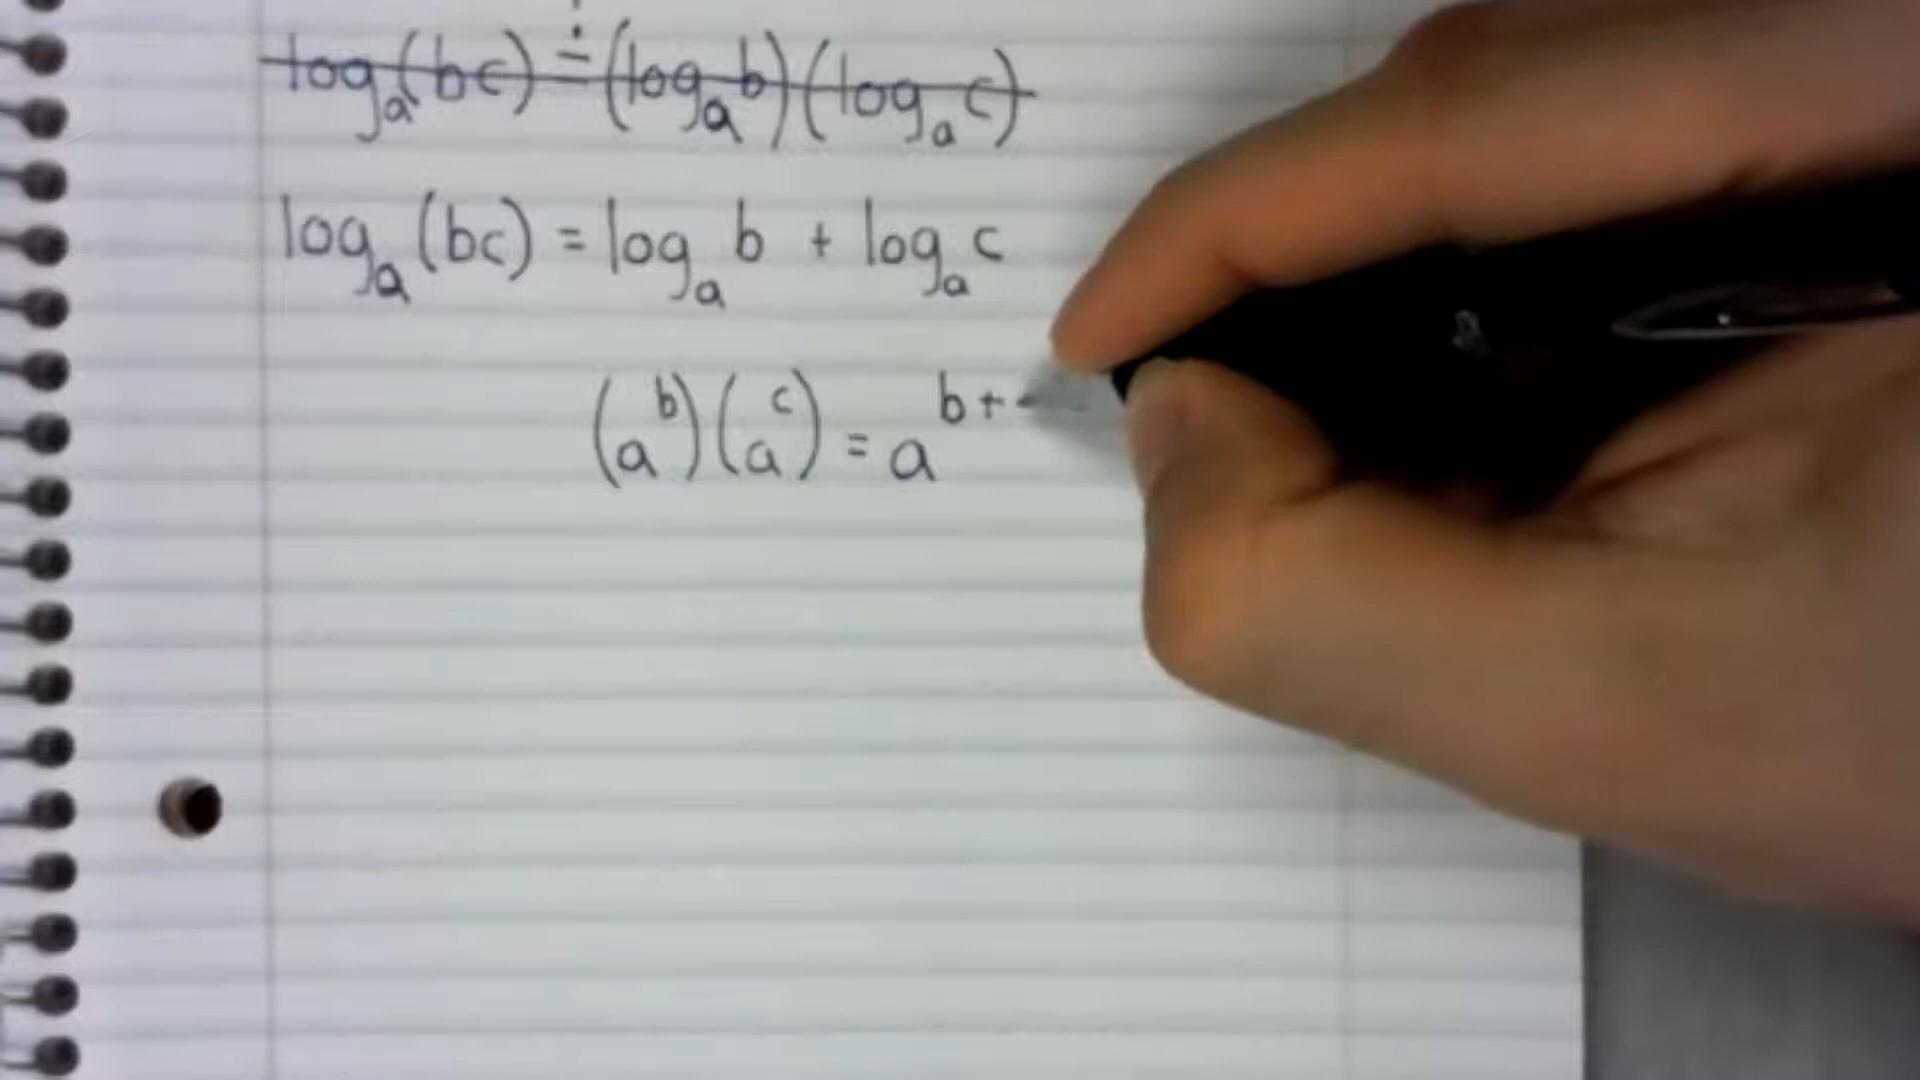 log_a(bc) = (log_a b)(log_a c)
log_a (bc) = log_a b + log_a c
(a^b)(a^c) = a^b+